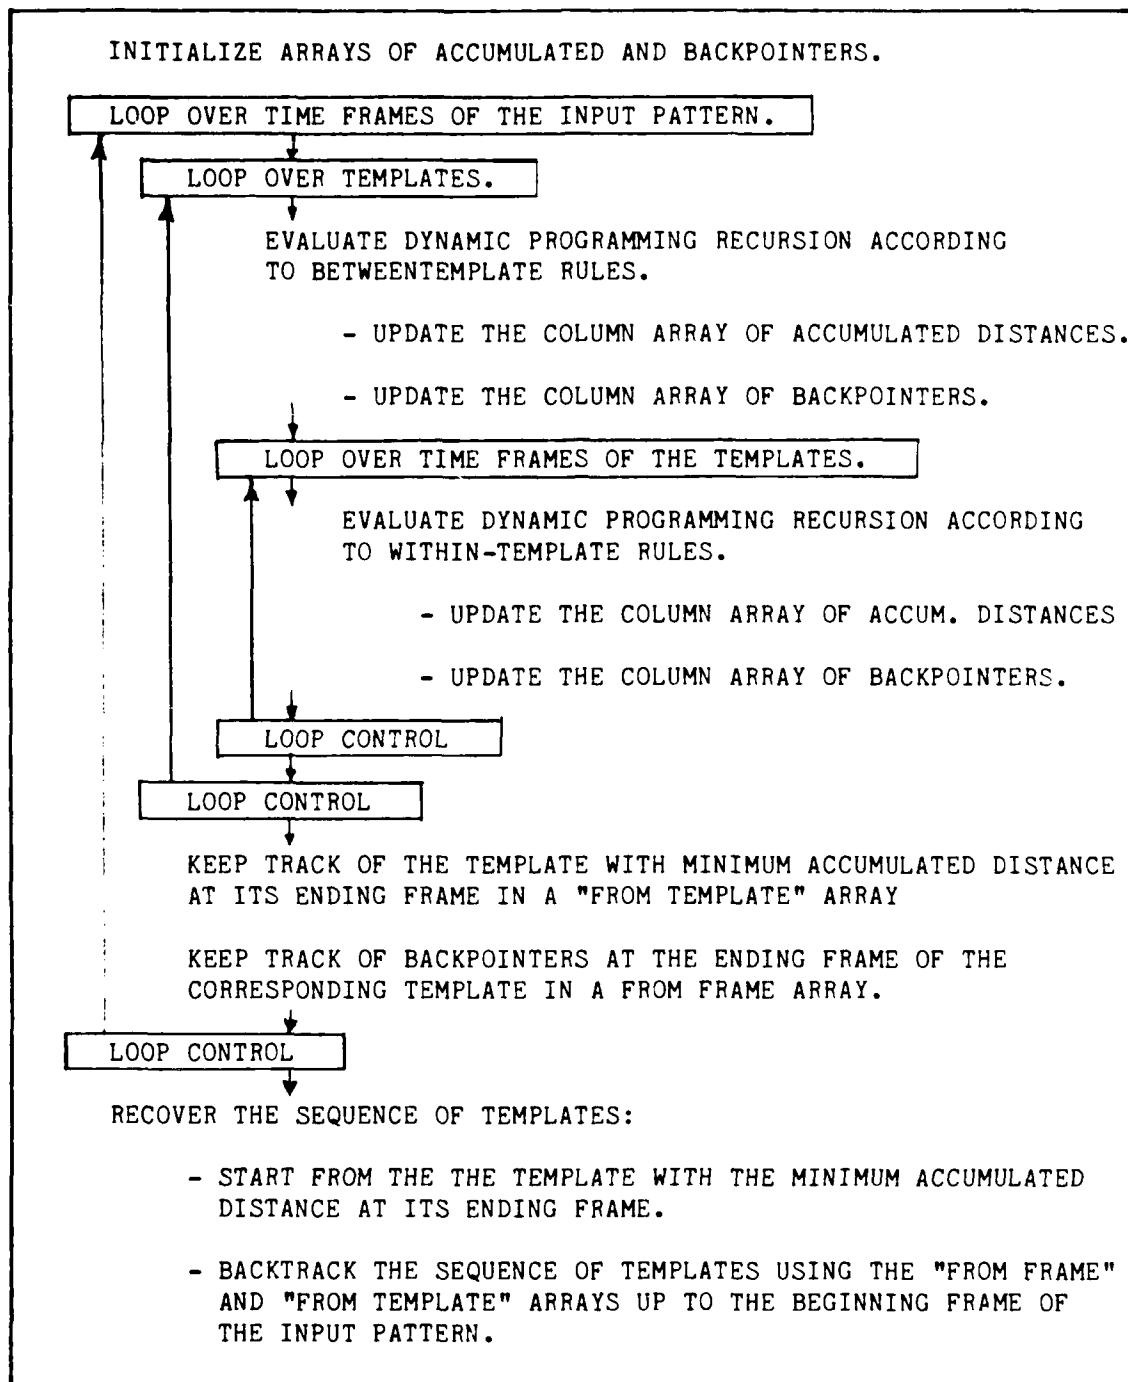 INITIALIZE ARRAYS OF ACCUMULATED AND BACKPOINTERS.
LOOP OVER TIME FRAMES OF THE INPUT PATTERN.
LOOP OVER TEMPLATES.
EVALUATE DYNAMIC PROGRAMMING RECURSION ACCORDING
TO BETWEENTEMPLATE RULES.
- UPDATE THE COLUMN ARRAY OF ACCUMULATED DISTANCES.
- UPDATE THE COLUMN ARRAY OF BACKPOINTERS.
LOOP OVER TIME FRAMES OF THE TEMPLATES.
EVALUATE DYNAMIC PROGRAMMING RECURSION ACCORDING
TO WITHIN-TEMPLATE RULES.
- UPDATE THE COLUMN ARRAY OF ACCUM. DISTANCES
- UPDATE THE COLUMN ARRAY OF BACKPOINTERS.
LOOP CONTROL
LOOP CONTROL
KEEP TRACK OF THE TEMPLATE WITH MINIMUM ACCUMULATED DISTANCE
AT ITS ENDING FRAME IN A "FROM TEMPLATE" ARRAY
KEEP TRACK OF BACKPOINTERS AT THE ENDING FRAME OF THE
CORRESPONDING TEMPLATE IN A FROM FRAME ARRAY.
LOOP CONTROL
RECOVER THE SEQUENCE OF TEMPLATES:
- START FROM THE THE TEMPLATE WITH THE MINIMUM ACCUMULATED
DISTANCE AT ITS ENDING FRAME.
- BACKTRACK THE SEQUENCE OF TEMPLATES USING THE "FROM FRAME"
AND "FROM TEMPLATE" ARRAYS UP TO THE BEGINNING FRAME OF
THE INPUT PATTERN.